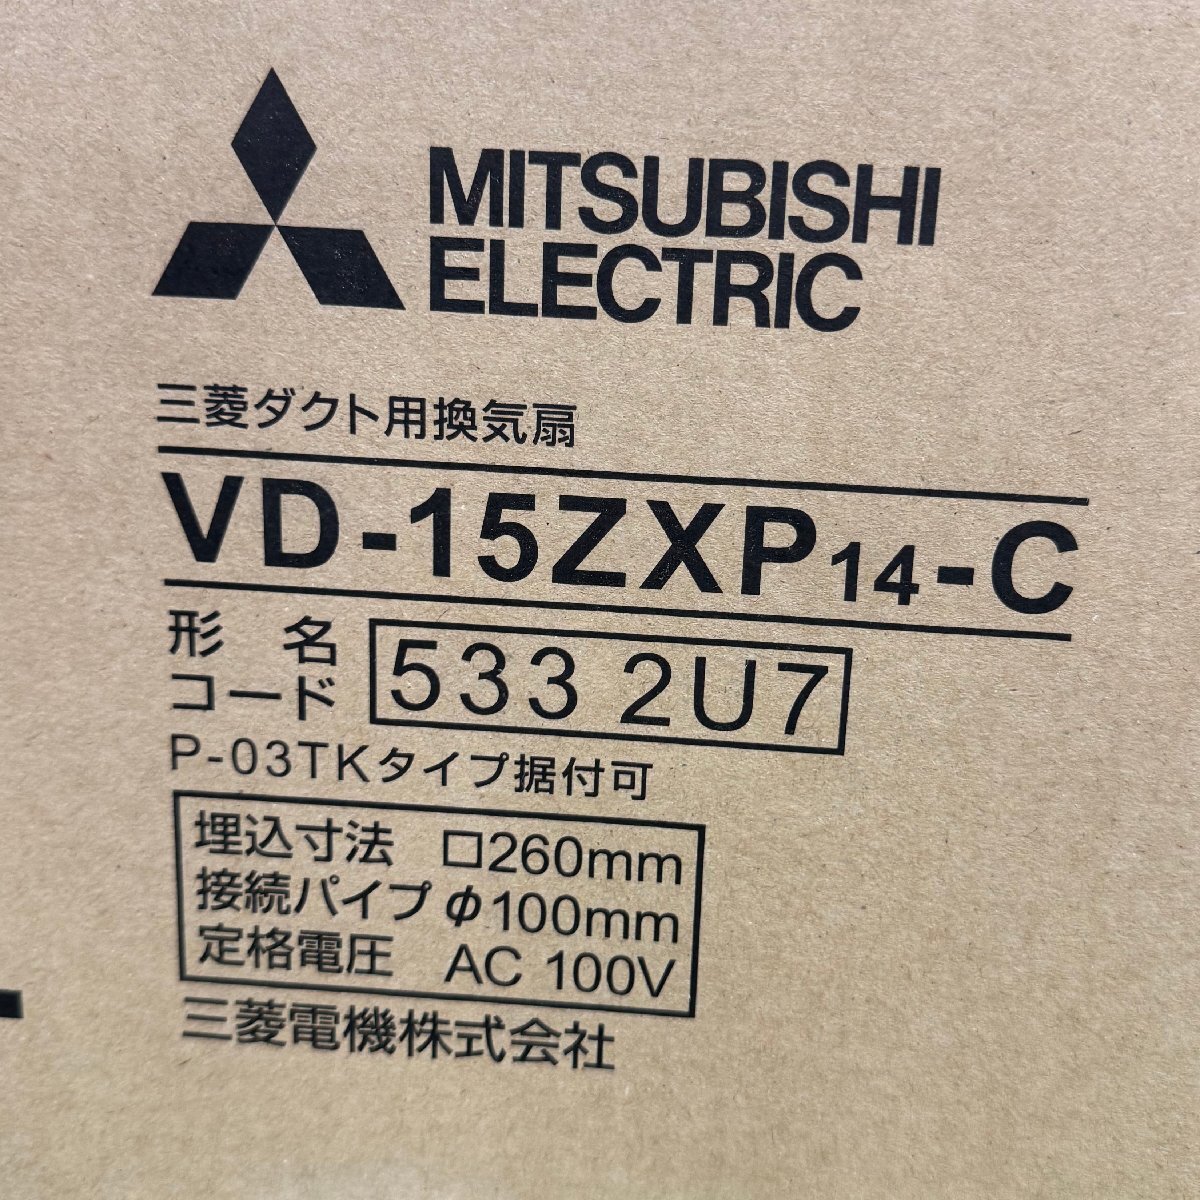 MITSUBISHI
ELECTRIC
三菱ダクト用換気扇
VD-15ZXP14-C
形名
コード 533 2U7
P-03TKタイプ据付可
埋込寸法 □260mm
接続パイプ φ100mm
定格電圧 AC 100V
三菱電機株式会社